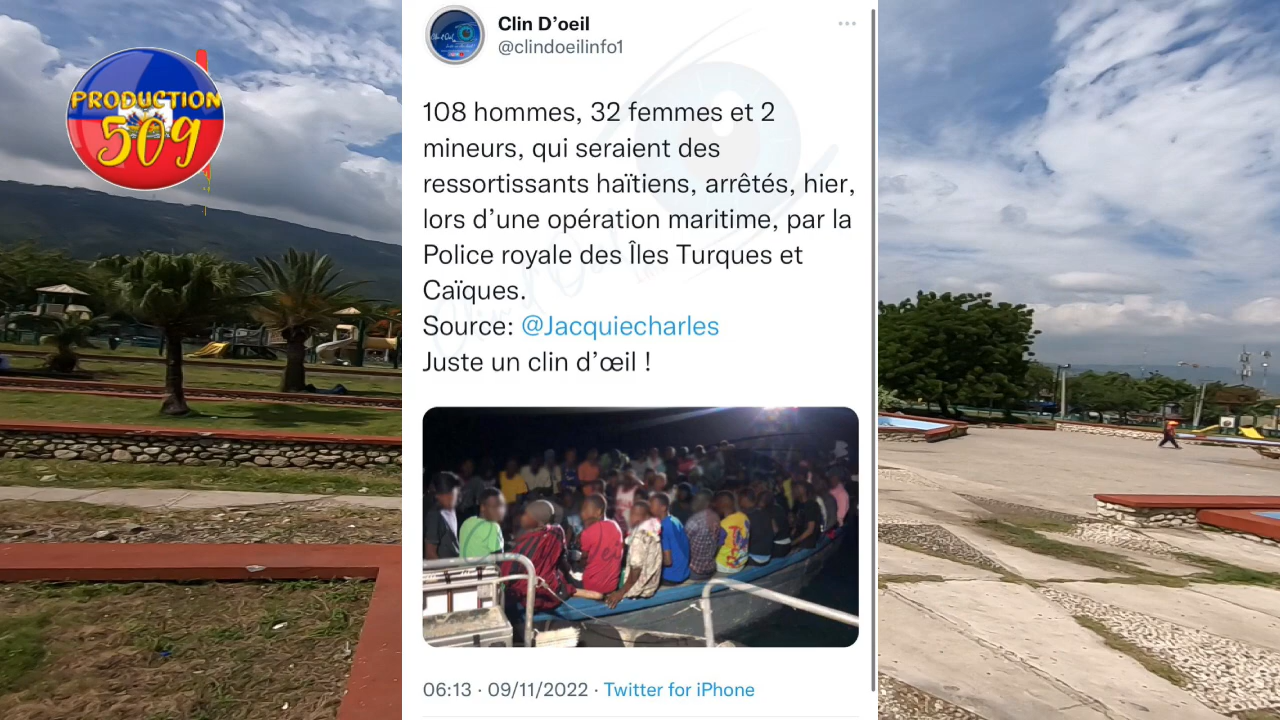 PRODUCTION
509
Clin D’oeil
@clindoeilinfo1
108 hommes, 32 femmes et 2
mineurs, qui seraient des
ressortissants haïtiens, arrêtés, hier,
lors d’une opération maritime, par la
Police royale des Îles Turques et
Caïques.
Source: @Jacquiecharles
Juste un clin d’œil !
06:13 · 09/11/2022 · Twitter for iPhone